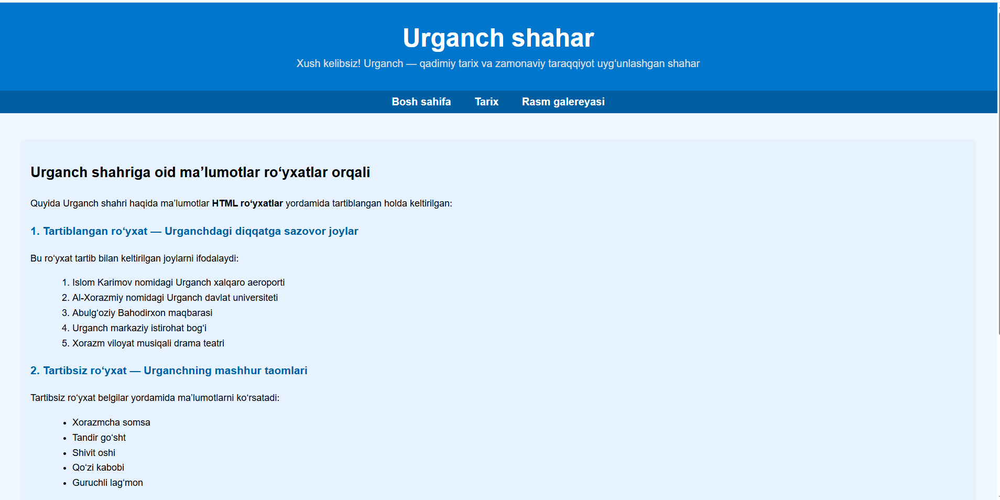 Urganch shahar
Xush kelibsiz! Urganch — qadimiy tarix va zamonaviy taraqqiyot uyg‘unlashgan shahar
Bosh sahifa Tarix Rasm galereyasi
Urganch shahriga oid ma’lumotlar ro‘yxatlar orqali
Quyida Urganch shahri haqida ma’lumotlar HTML ro‘yxatlar yordamida tartiblangan holda keltirilgan:
1. Tartiblangan ro‘yxat — Urganchdagi diqqatga sazovor joylar
Bu ro‘yxat tartib bilan keltirilgan joylarni ifodalaydi:
1. Islom Karimov nomidagi Urganch xalqaro aeroporti
2. Al-Xorazmiy nomidagi Urganch davlat universiteti
3. Abulg‘oziy Bahodirxon maqbarasi
4. Urganch markaziy istirohat bog‘i
5. Xorazm viloyat musiqali drama teatri
2. Tartibsiz ro‘yxat — Urganchning mashhur taomlari
Tartibsiz ro‘yxat belgilar yordamida ma’lumotlarni ko‘rsatadi:
• Xorazmcha somsa
• Tandir go‘sht
• Shivit oshi
• Qo‘zi kabobi
• Guruchli lag‘mon